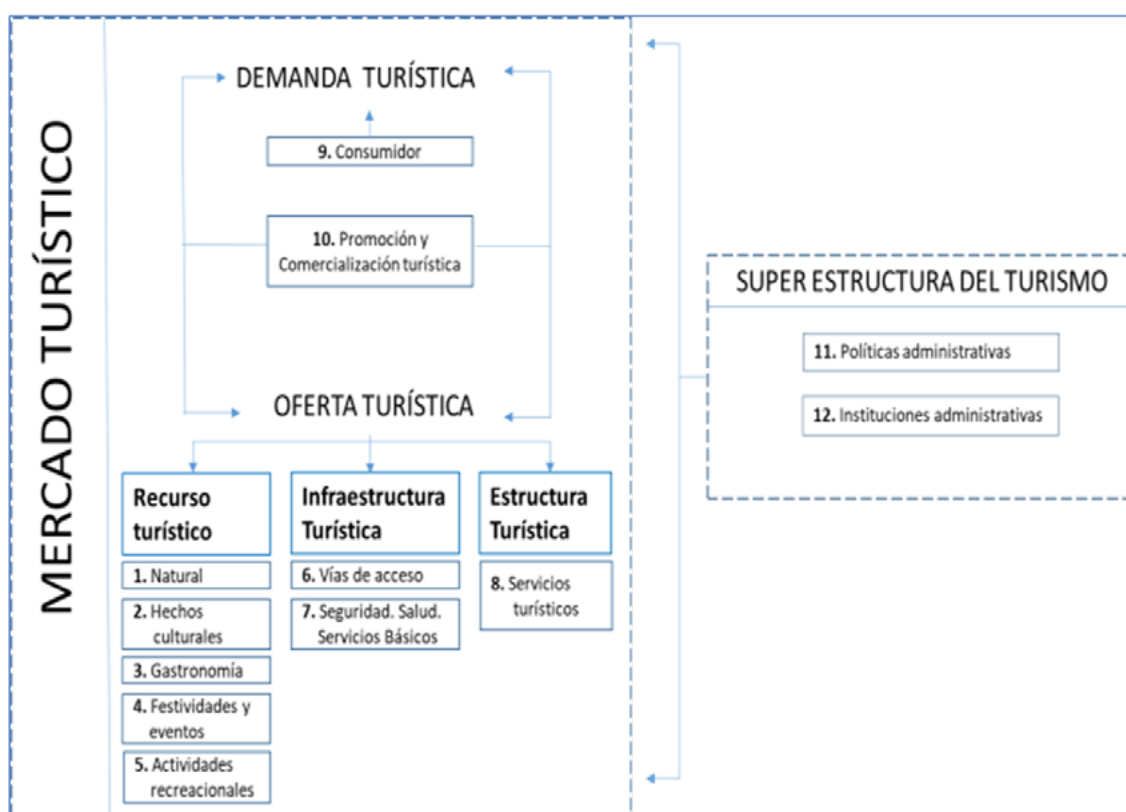 MERCADO TURÍSTICO
DEMANDA TURÍSTICA
9. Consumidor
10. Promoción y
Comercialización turística
OFERTA TURÍSTICA
Recurso
turístico
1. Natural
2. Hechos
culturales
3. Gastronomía
4. Festividades y
eventos
5. Actividades
recreacionales
Infraestructura
Turística
6. Vías de acceso
7. Seguridad. Salud.
Servicios Básicos
Estructura
Turística
8. Servicios
turísticos
SUPER ESTRUCTURA DEL TURISMO
11. Políticas administrativas
12. Instituciones administrativas